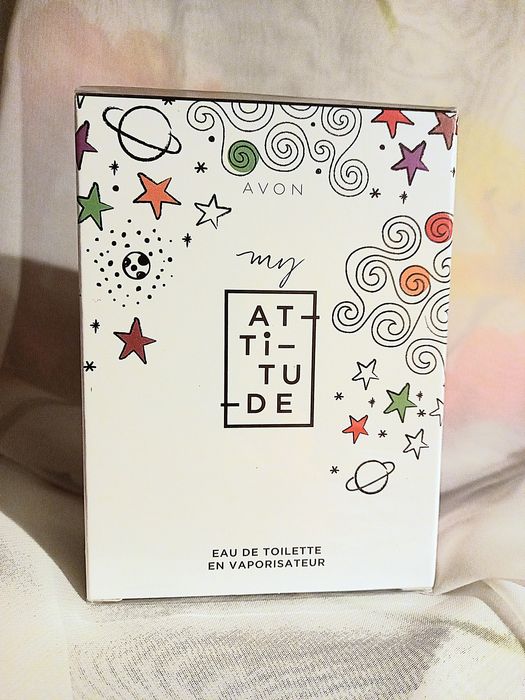 AVON
my
AT-
Ti-
TU
-DE
EAU DE TOILETTE
EN VAPORISATEUR